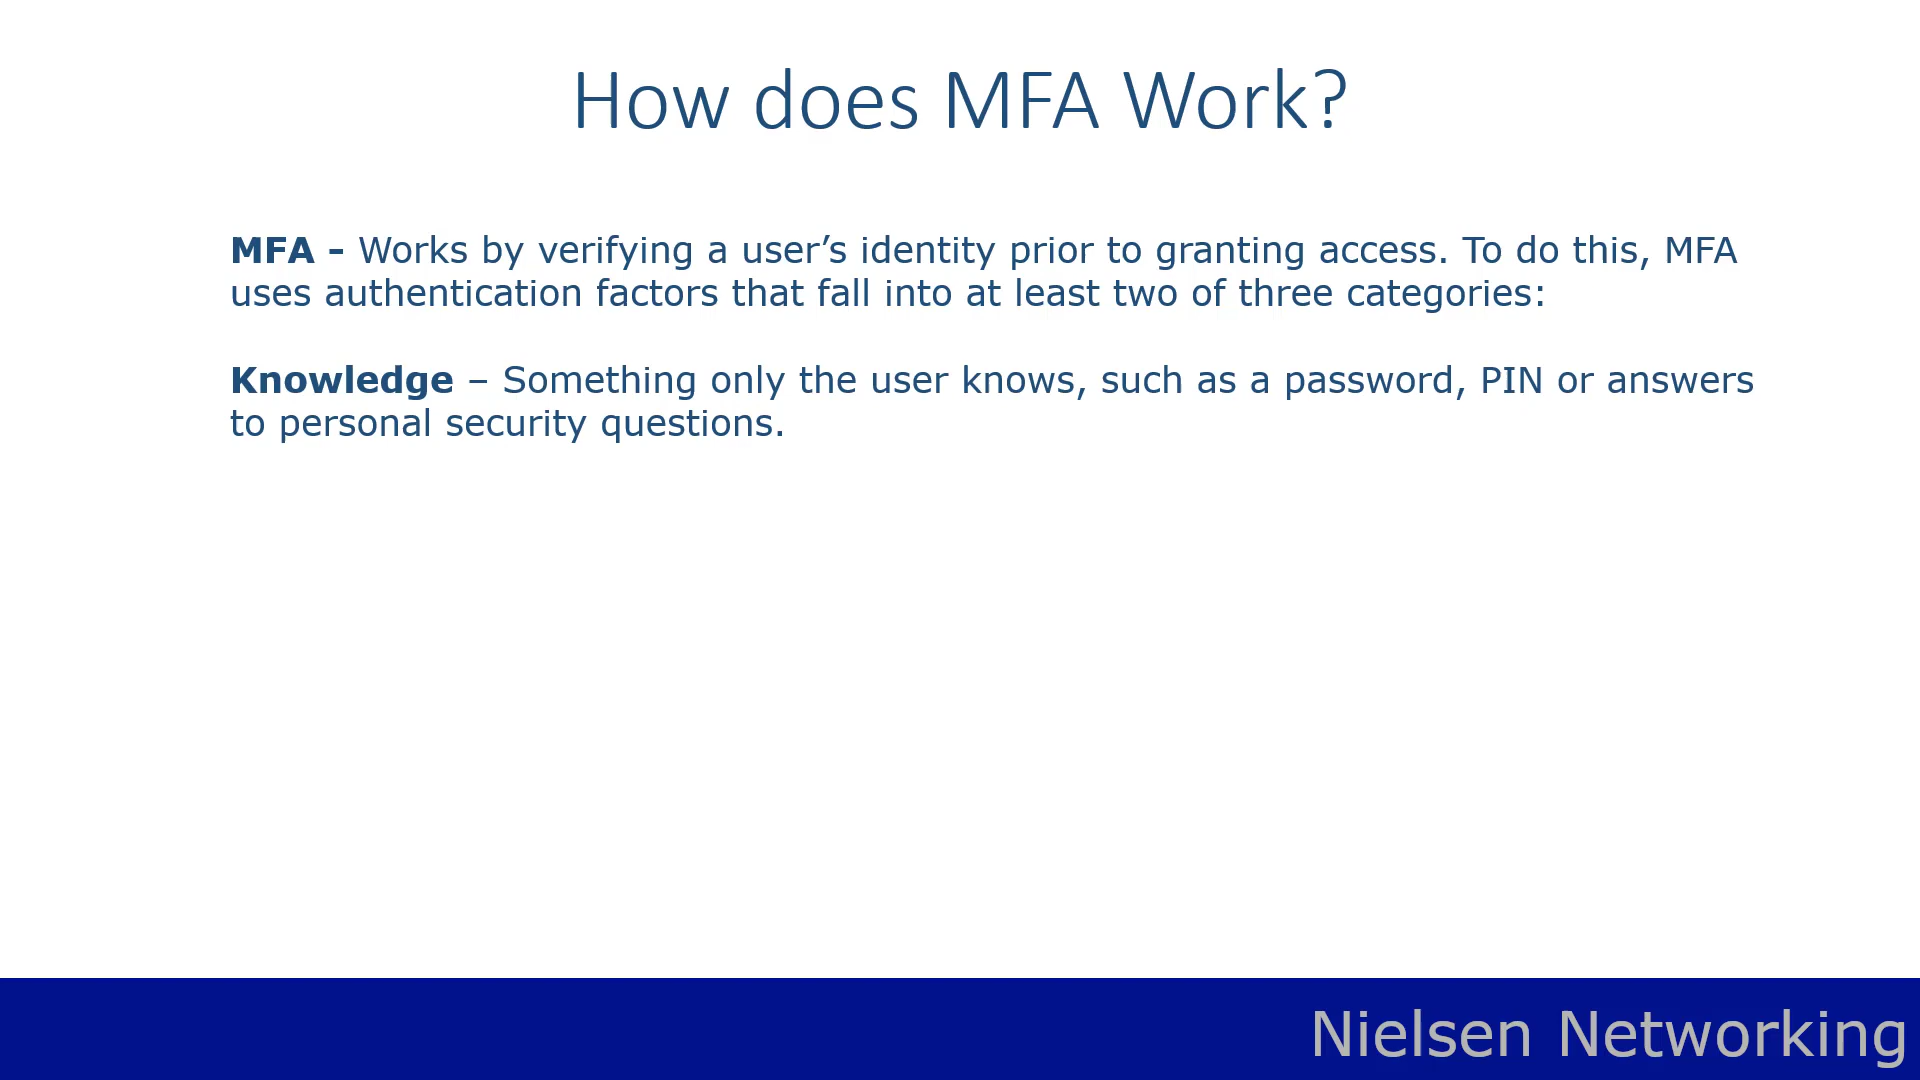 How does MFA Work?
MFA – Works by verifying a user’s identity prior to granting access. To do this, MFA
uses authentication factors that fall into at least two of three categories:
Knowledge – Something only the user knows, such as a password, PIN or answers
to personal security questions.
Nielsen Networking